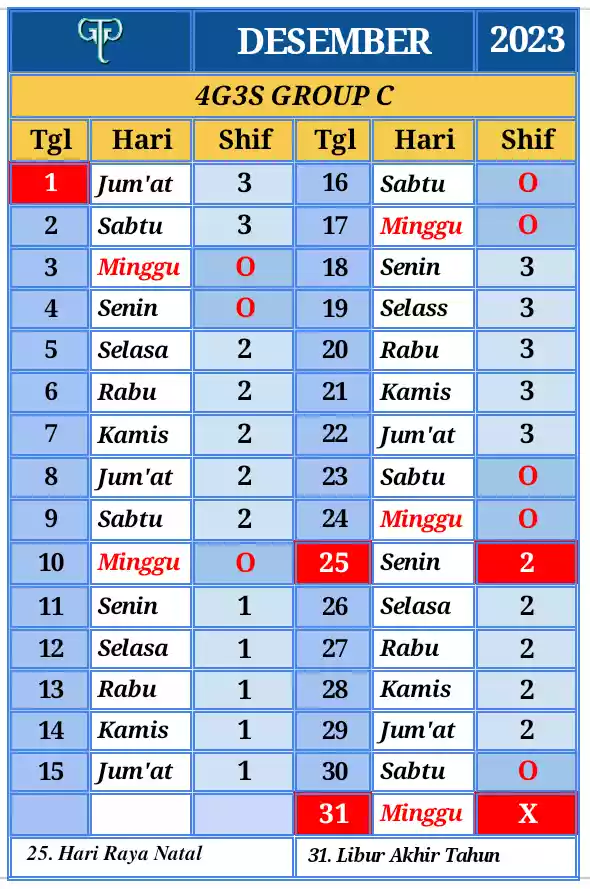 DESEMBER 2023
4G3S GROUP C
Tgl Hari Shif Tgl Hari Shif
1 Jum'at 3 16 Sabtu O
2 Sabtu 3 17 Minggu O
3 Minggu O 18 Senin 3
4 Senin O 19 Selass 3
5 Selasa 2 20 Rabu 3
6 Rabu 2 21 Kamis 3
7 Kamis 2 22 Jum'at 3
8 Jum'at 2 23 Sabtu O
9 Sabtu 2 24 Minggu O
10 Minggu O 25 Senin 2
11 Senin 1 26 Selasa 2
12 Selasa 1 27 Rabu 2
13 Rabu 1 28 Kamis 2
14 Kamis 1 29 Jum'at 2
15 Jum'at 1 30 Sabtu O
31 Minggu X
25. Hari Raya Natal 31. Libur Akhir Tahun